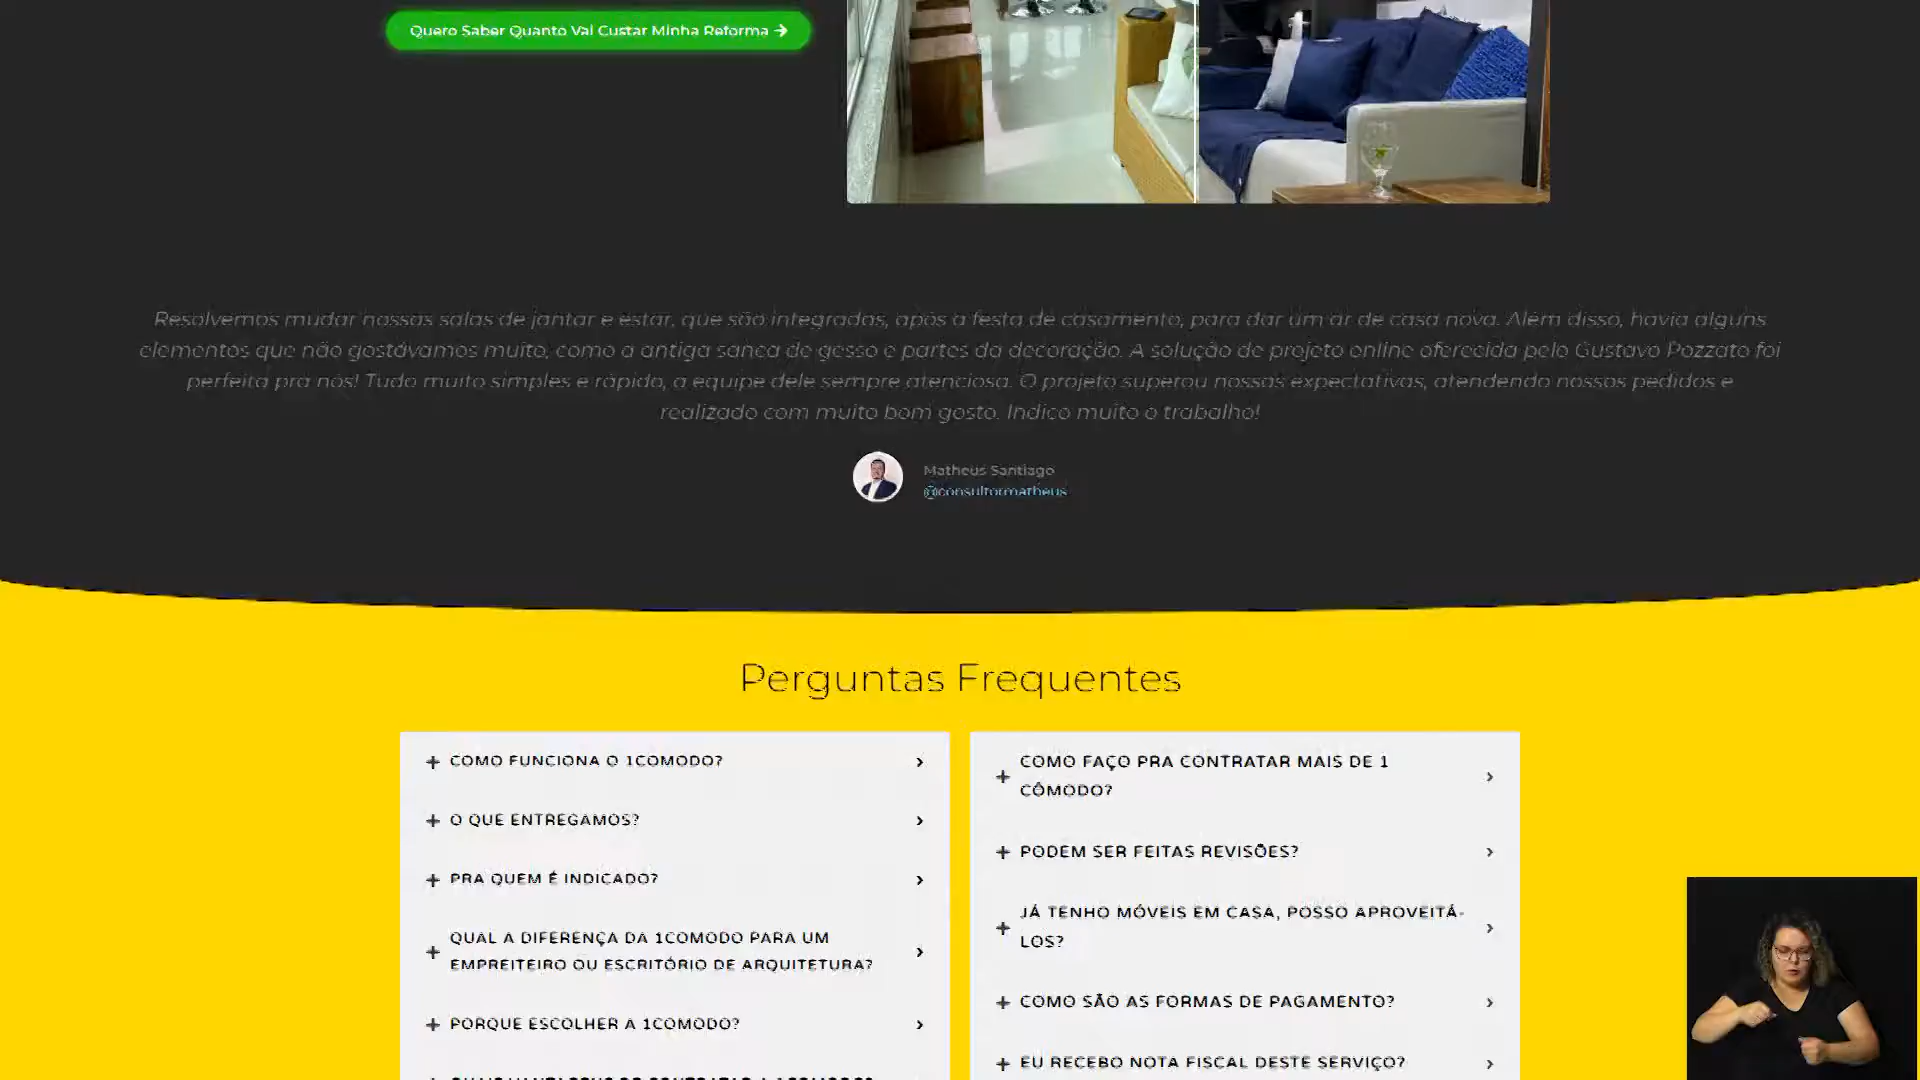 Quero Saber Quanto Vai Custar Minha Reforma
Resolvemos mudar nossas salas de jantar e estar, que são integradas, após a festa de casamento, para dar um ar de casa nova. Além disso, havia alguns
elementos que não gostávamos muito, como a antiga sanca de gesso e partes da decoração. A solução de projeto online oferecida pelo Gustavo Pozzato foi
perfeita pra nós! Tudo muito simples e rápido, a equipe dele sempre atenciosa. O projeto superou nossas expectativas, atendendo nossos pedidos e
realizado com muito bom gosto. Indico muito o trabalho!
Matheus Santiago
@consultormatheus
Perguntas Frequentes
COMO FUNCIONA O 1COMODO?
O QUE ENTREGAMOS?
PRA QUEM É INDICADO?
QUAL A DIFERENÇA DA 1COMODO PARA UM
EMPREITEIRO OU ESCRITÓRIO DE ARQUITETURA?
PORQUE ESCOLHER A 1COMODO?
COMO FAÇO PRA CONTRATAR MAIS DE 1
CÔMODO?
PODEM SER FEITAS REVISÕES?
JÁ TENHO MÓVEIS EM CASA, POSSO APROVEITÁ-
LOS?
COMO SÃO AS FORMAS DE PAGAMENTO?
EU RECEBO NOTA FISCAL DESTE SERVIÇO?